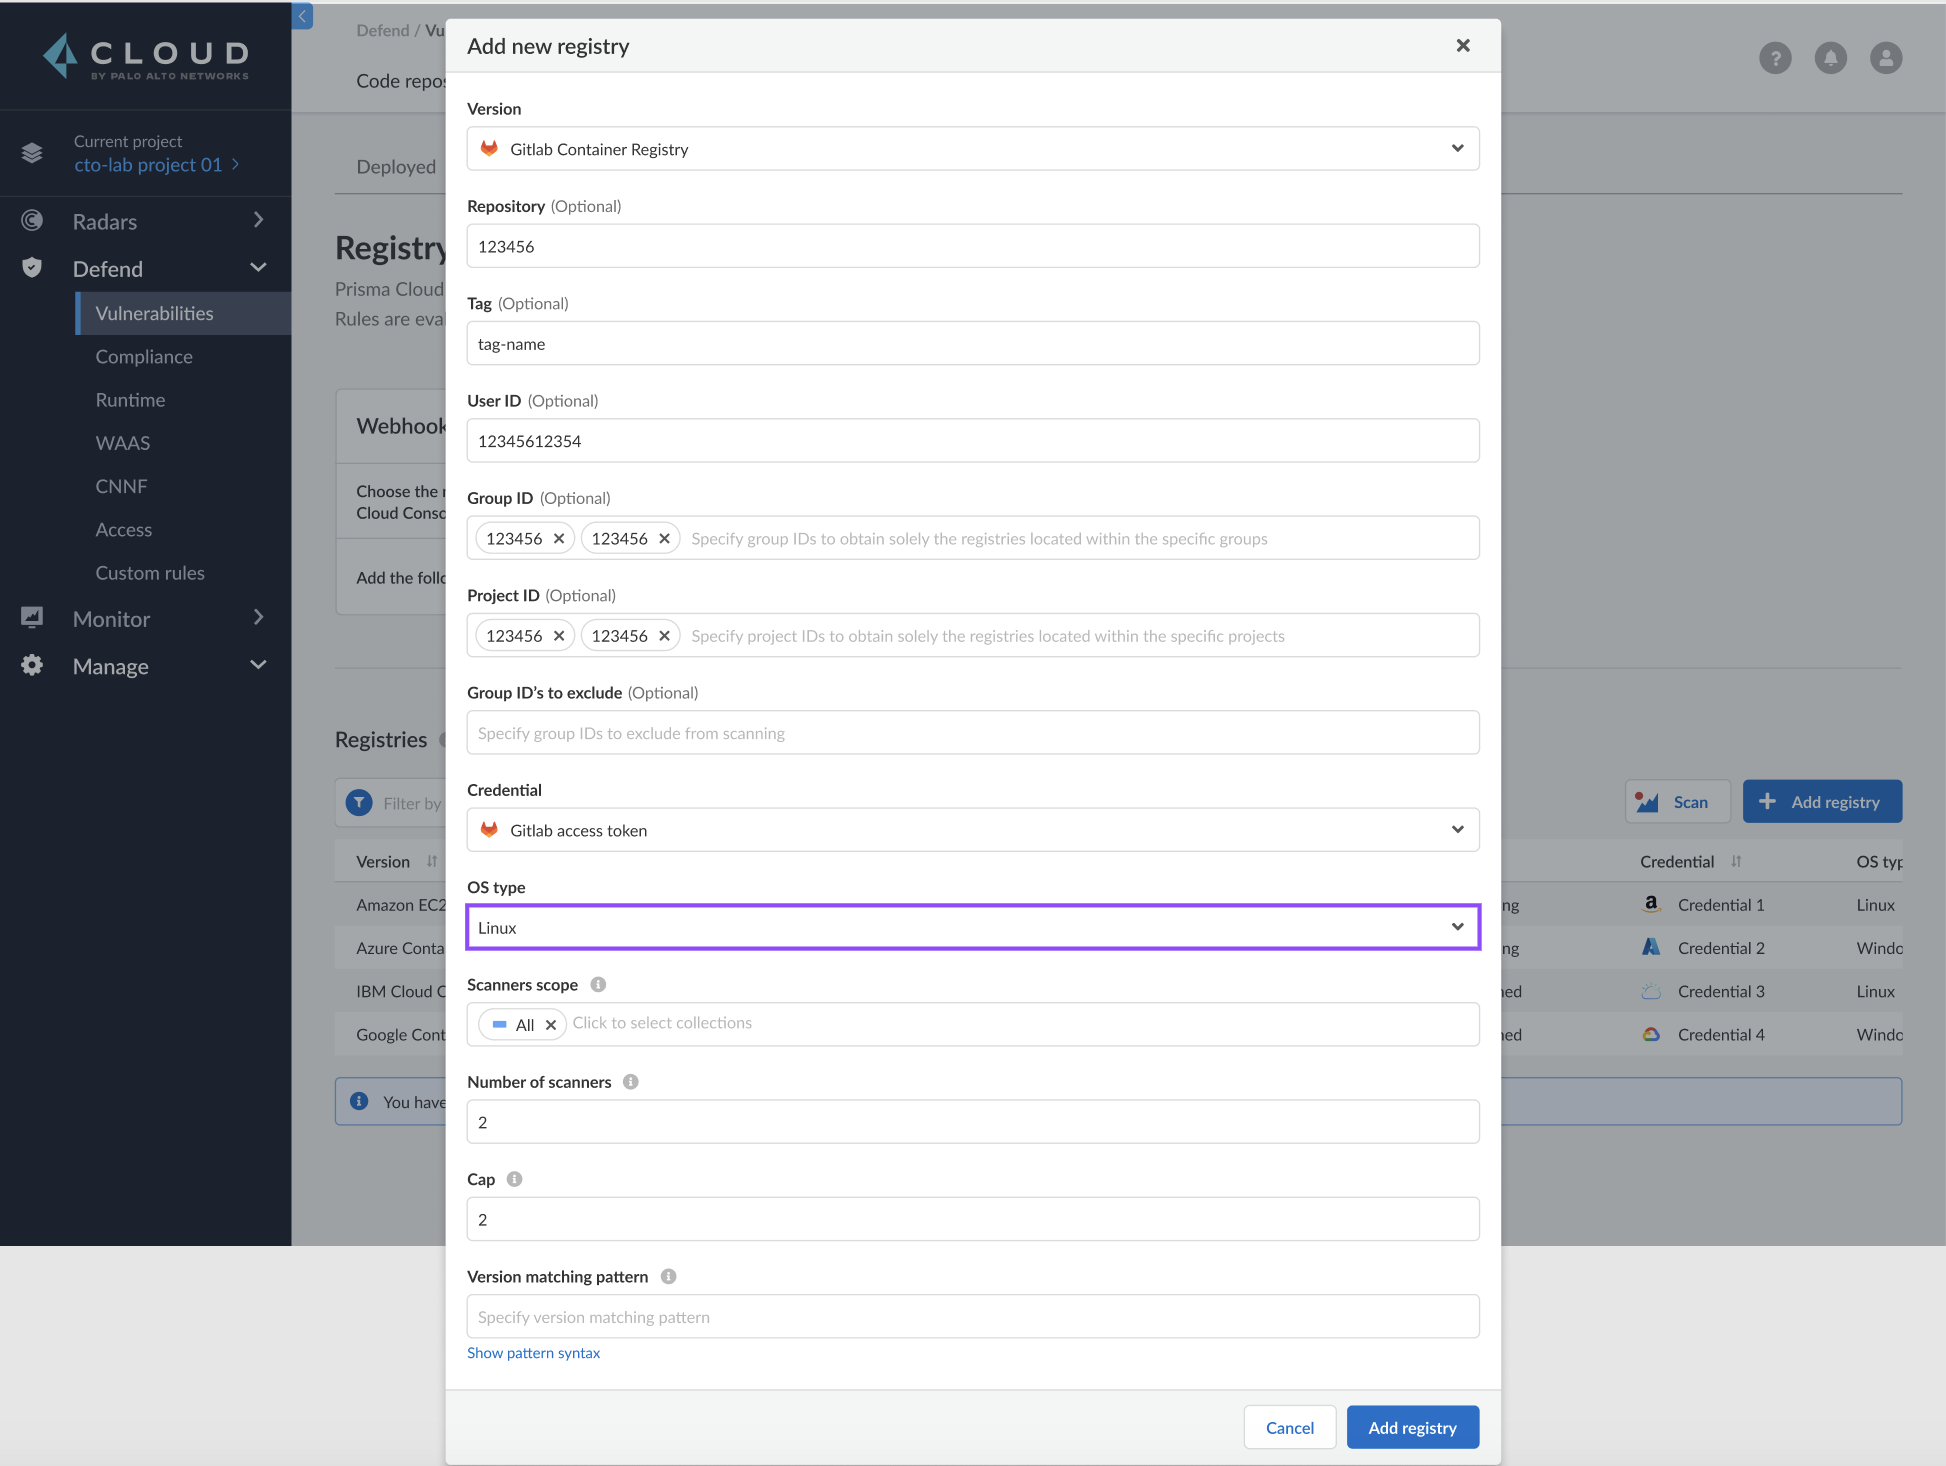 CLOUD
BY PALO ALTO NETWORKS
Current project
cto-lab project 01
Radars
Defend
Vulnerabilities
Compliance
Runtime
WAAS
CNNF
Access
Custom rules
Monitor
Manage
Defend / Vu
Code repos
Deployed
Registry
Prisma Cloud
Rules are eval
Webhook
Choose the
Cloud Consc
Add the follo
Registries
Filter by
Scan
Add registry
Version
Credential
OS typ
Amazon EC2
ng
Credential 1
Linux
Azure Conta
ng
Credential 2
Windo
IBM Cloud C
ned
Credential 3
Linux
Google Cont
ned
Credential 4
Windo
You have
Add new registry
Version
Gitlab Container Registry
Repository (Optional)
123456
Tag (Optional)
tag-name
User ID (Optional)
12345612354
Group ID (Optional)
123456 123456 Specify group IDs to obtain solely the registries located within the specific groups
Project ID (Optional)
123456 123456 Specify project IDs to obtain solely the registries located within the specific projects
Group ID’s to exclude (Optional)
Specify group IDs to exclude from scanning
Credential
Gitlab access token
OS type
Linux
Scanners scope
All Click to select collections
Number of scanners
2
Cap
2
Version matching pattern
Specify version matching pattern
Show pattern syntax
Cancel
Add registry